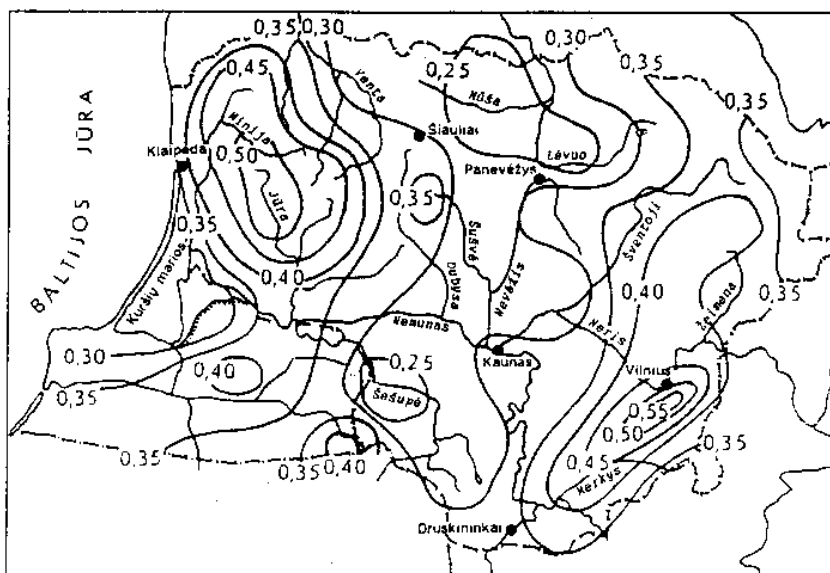 0,35
0,30
0,45
0,25
0,30
0,35
0,35
BALTIJOS JŪRA
Venta
Mūša
Minija
Šiauliai
Klaipėda
0,50
Lėvuo
Panevėžys
Jūra
0,35
0,35
Kuršių marios
Šušvė
Dubysa
Nevėžis
Šventoji
0,40
0,40
Žeimena
Nemunas
Neris
Kaunas
0,30
0,40
0,25
Vilnius
0,35
Šešupė
0,55
0,50
0,35
0,35
0,35
0,40
0,45
Merkys
Druskininkai